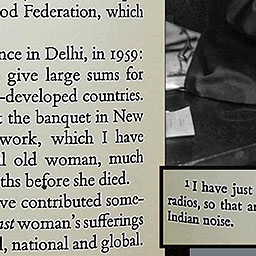 od Federation, which
nce in Delhi, in 1959:
give large sums for
-developed countries.
t the banquet in New
work, which I have
l old woman, much
ths before she died.
ve contributed some-
ast woman's sufferings
l, national and global.
1 I have just
radios, so that an
Indian noise.